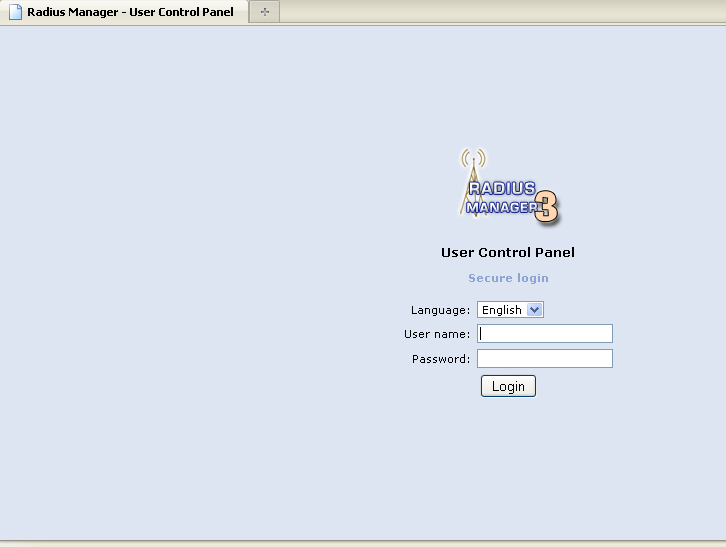 Radius Manager - User Control Panel
RADIUS
MANAGER 3
User Control Panel
Secure login
Language: English
User name:
Password:
Login